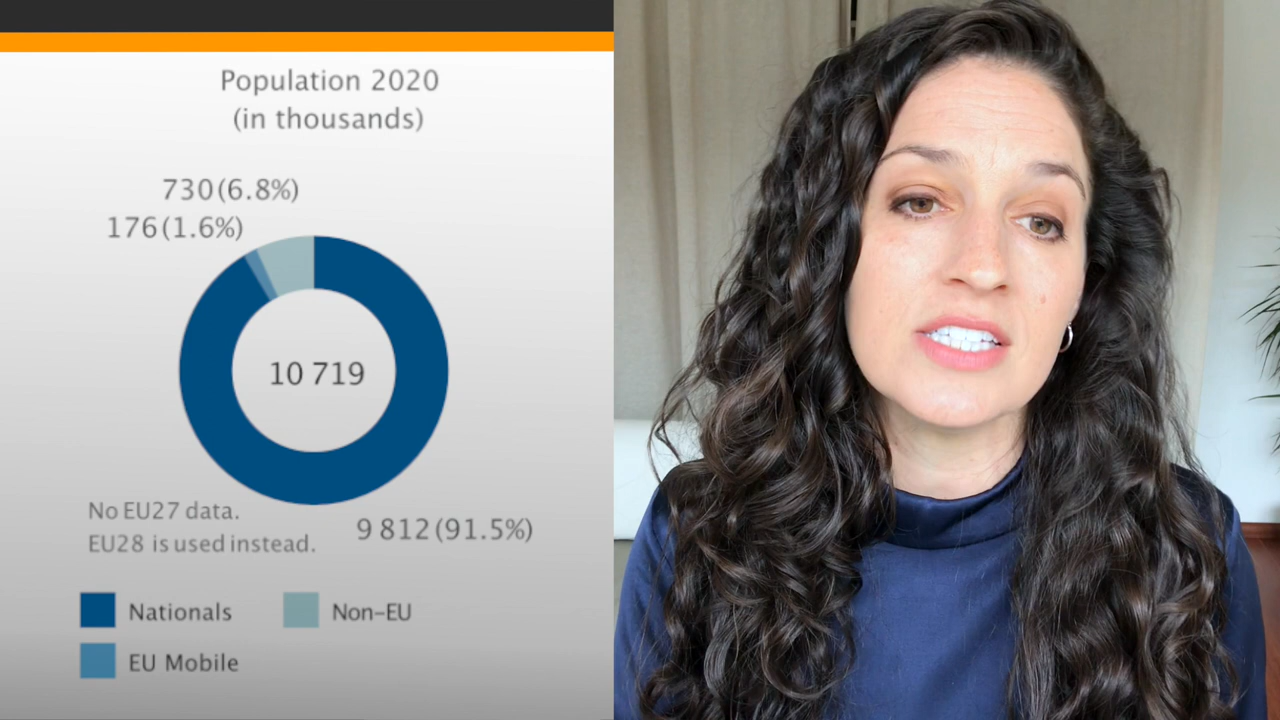 Population 2020
(in thousands)
730 (6.8%)
176 (1.6%)
10 719
No EU27 data.
EU28 is used instead.
9 812 (91.5%)
Nationals
Non-EU
EU Mobile